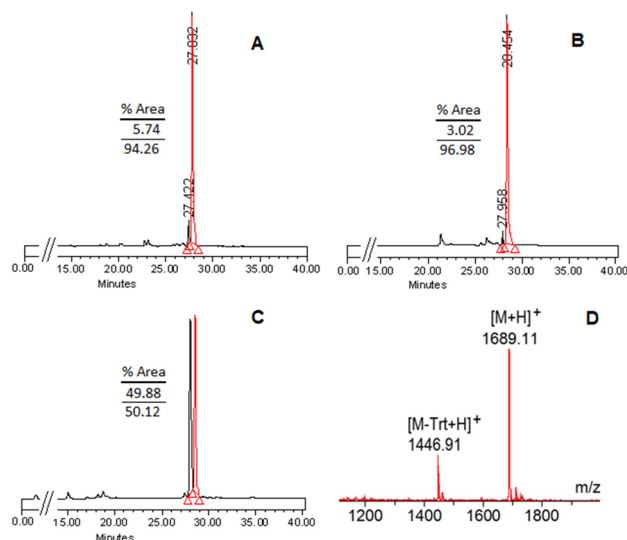 A
27.832
27.422
% Area
5.74
94.26
0.00 15.00 20.00 25.00 30.00 35.00 40.00
Minutes
B
28.454
27.958
% Area
3.02
96.98
0.00 15.00 20.00 25.00 30.00 35.00 40.00
Minutes
C
% Area
49.88
50.12
0.00 15.00 20.00 25.00 30.00 35.00 40.00
Minutes
D
[M+H]+
1689.11
[M-Trt+H]+
1446.91
m/z
1200 1400 1600 1800